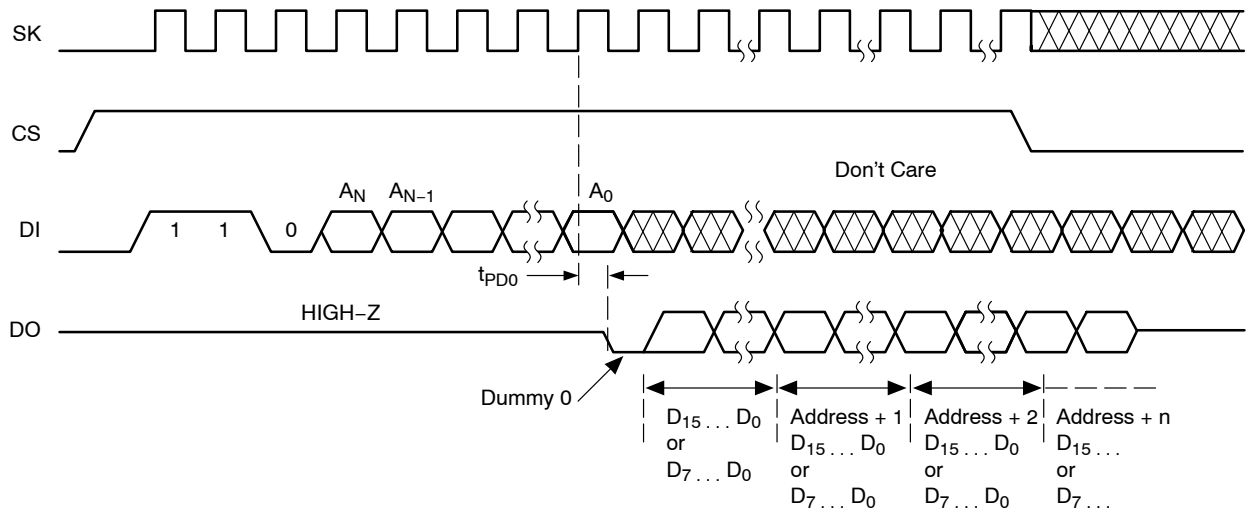 SK
CS
Don't Care
A_N A_N–1 A_0
DI 1 1 0
t_PD0
HIGH–Z
DO
Dummy 0
D_15 . . . D_0
or
D_7 . . . D_0
Address + 1
D_15 . . . D_0
or
D_7 . . . D_0
Address + 2
D_15 . . . D_0
or
D_7 . . . D_0
Address + n
D_15 . . .
or
D_7 . . .